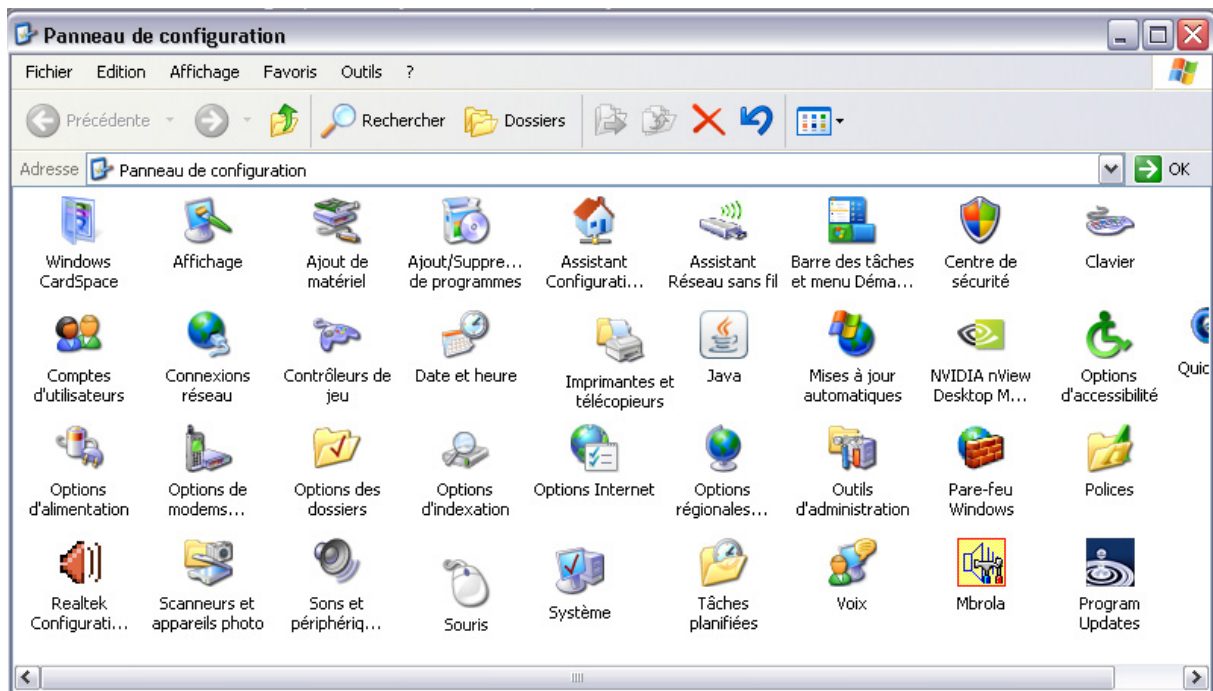 Panneau de configuration
Fichier Edition Affichage Favoris Outils ?
Précédente Rechercher Dossiers
Adresse Panneau de configuration OK
Windows CardSpace
Affichage
Ajout de matériel
Ajout/Suppre... de programmes
Assistant Configurati...
Assistant Réseau sans fil
Barre des tâches et menu Déma...
Centre de sécurité
Clavier
Comptes d'utilisateurs
Connexions réseau
Contrôleurs de jeu
Date et heure
Imprimantes et télécopieurs
Java
Mises à jour automatiques
NVIDIA nView Desktop M...
Options d'accessibilité
Quic
Options d'alimentation
Options de modems...
Options des dossiers
Options d'indexation
Options Internet
Options régionales...
Outils d'administration
Pare-feu Windows
Polices
Realtek Configurati...
Scanneurs et appareils photo
Sons et périphériq...
Souris
Système
Tâches planifiées
Voix
Mbrola
Program Updates